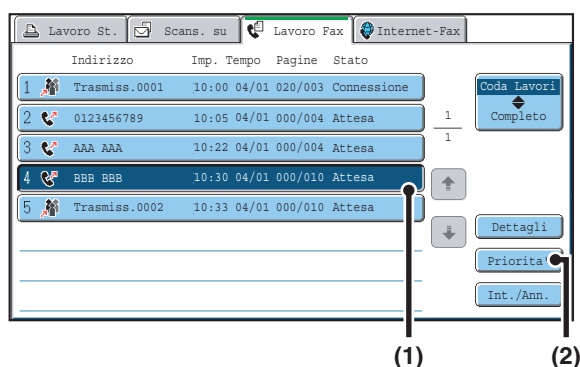 Lavoro St. Scans. su Lavoro Fax Internet-Fax
Indirizzo Imp. Tempo Pagine Stato
1 Trasmiss.0001 10:00 04/01 020/003 Connessione
2 0123456789 10:05 04/01 000/004 Attesa
3 AAA AAA 10:22 04/01 000/004 Attesa
4 BBB BBB 10:30 04/01 000/010 Attesa
5 Trasmiss.0002 10:33 04/01 000/010 Attesa
1
1
Coda Lavori
Completo
Dettagli
Priorita'
Int./Ann.
(1) (2)